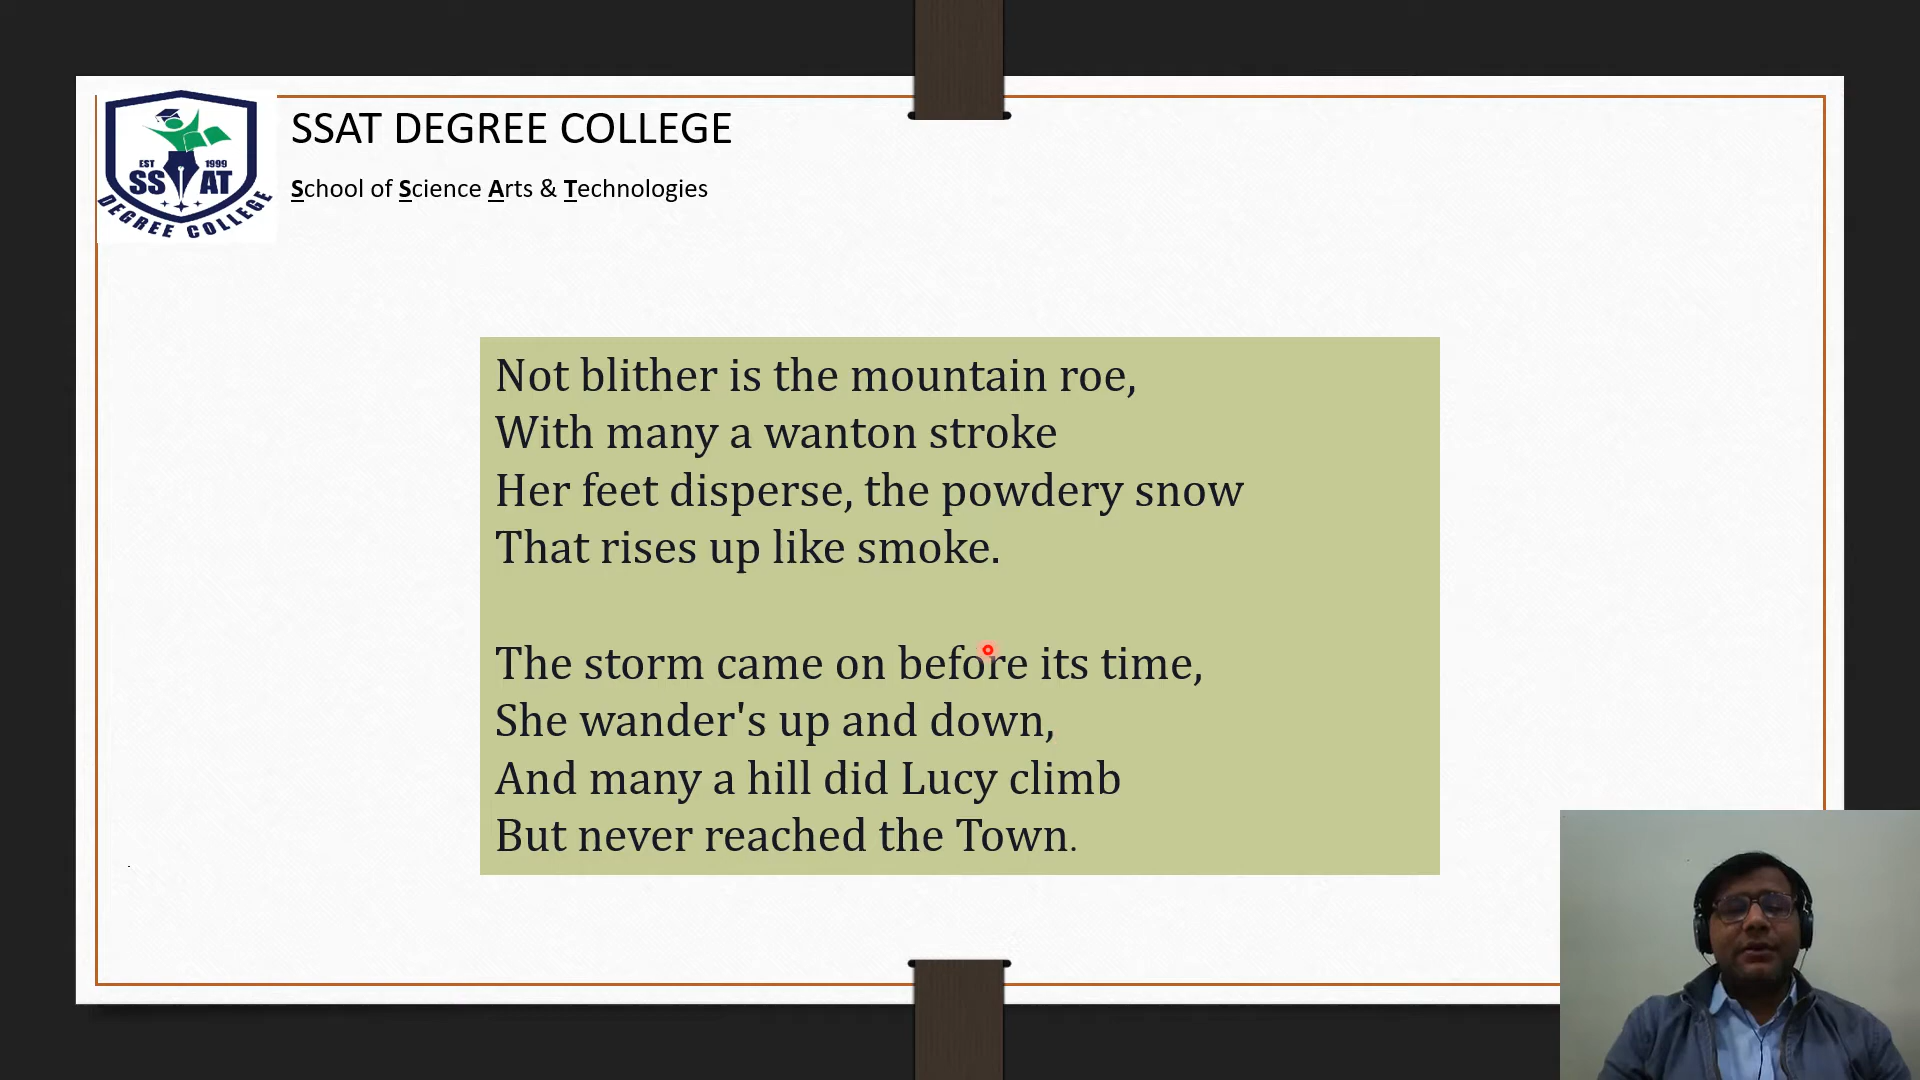 EST 1999
SS AT
DEGREE COLLEGE
SSAT DEGREE COLLEGE
School of Science Arts & Technologies
Not blither is the mountain roe,
With many a wanton stroke
Her feet disperse, the powdery snow
That rises up like smoke.
The storm came on before its time,
She wander's up and down,
And many a hill did Lucy climb
But never reached the Town.